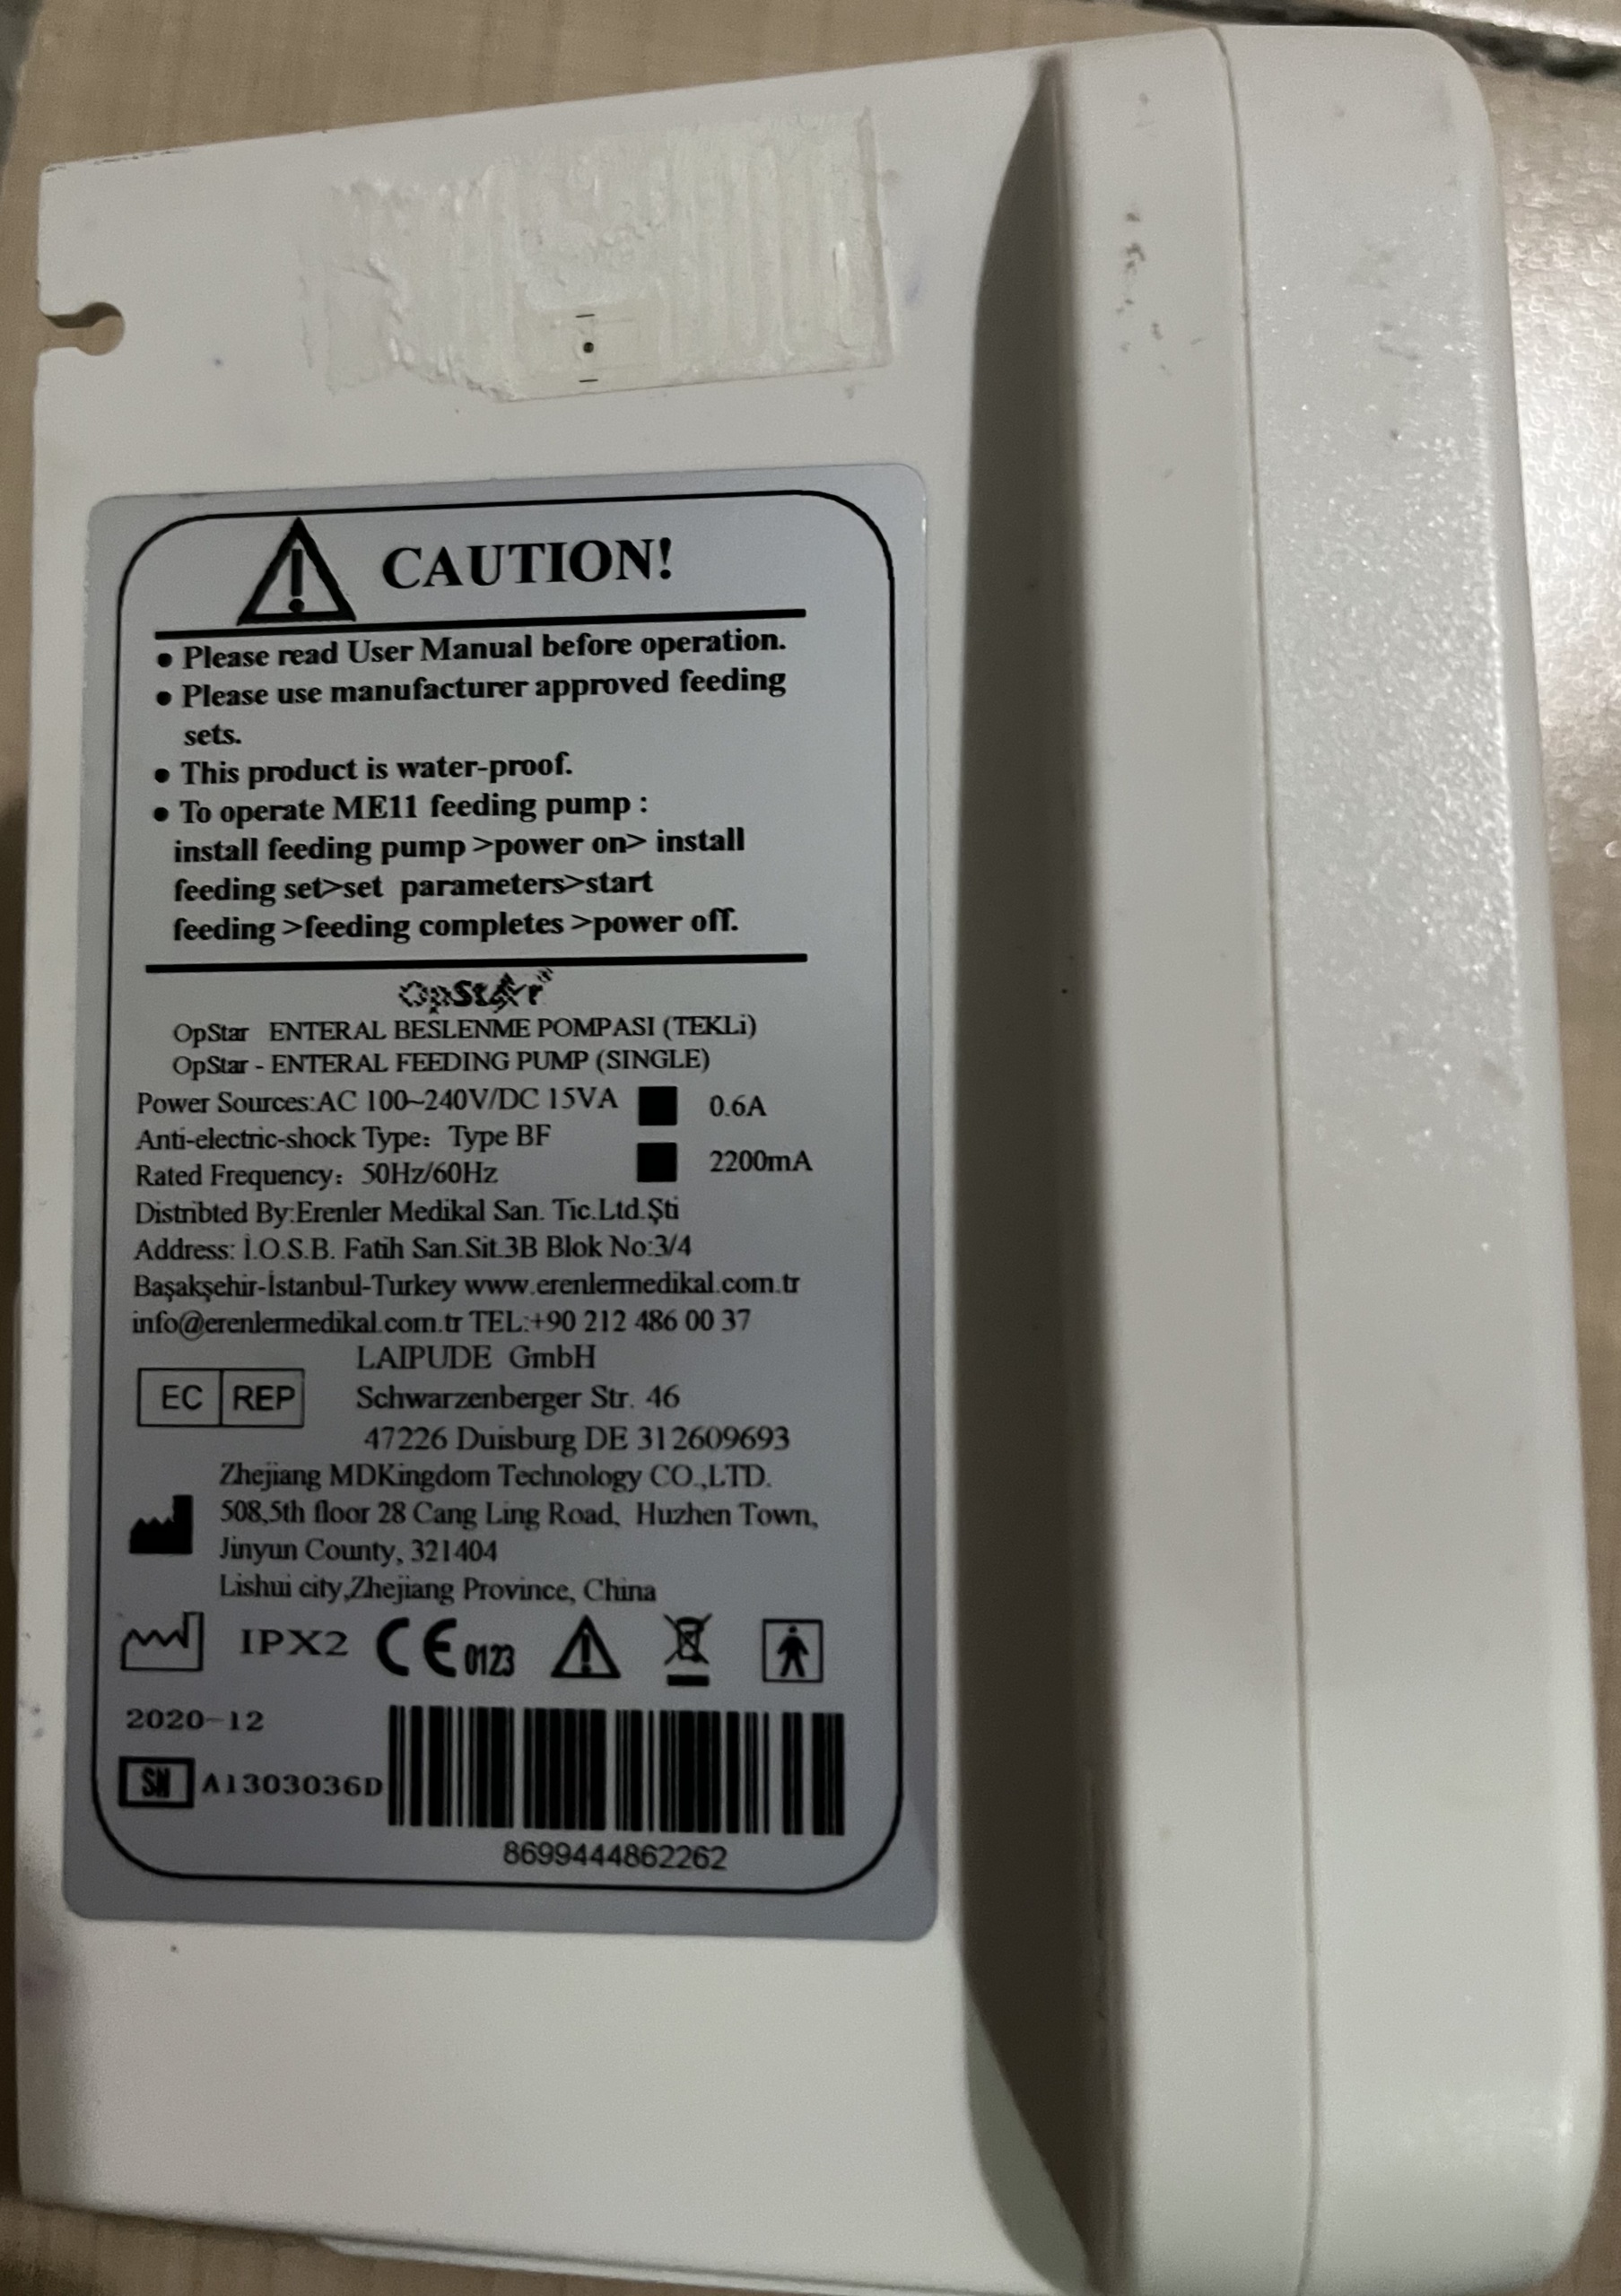 CAUTION!
• Please read User Manual before operation.
• Please use manufacturer approved feeding
sets.
• This product is water-proof.
• To operate ME11 feeding pump :
install feeding pump >power on> install
feeding set>set parameters>start
feeding >feeding completes >power off.
OpStar
OpStar ENTERAL BESLENME POMPASI (TEKLi)
OpStar - ENTERAL FEEDING PUMP (SINGLE)
Power Sources:AC 100~240V/DC 15VA 0.6A
Anti-electric-shock Type: Type BF
Rated Frequency: 50Hz/60Hz 2200mA
Distribted By:Erenler Medikal San. Tic.Ltd.Şti
Address: İ.O.S.B. Fatih San.Sit.3B Blok No:3/4
Başakşehir-İstanbul-Turkey www.erenlermedikal.com.tr
info@erenlermedikal.com.tr TEL:+90 212 486 00 37
LAIPUDE GmbH
EC REP Schwarzenberger Str. 46
47226 Duisburg DE 312609693
Zhejiang MDKingdom Technology CO.,LTD.
508,5th floor 28 Cang Ling Road, Huzhen Town,
Jinyun County, 321404
Lishui city,Zhejiang Province, China
IPX2 CE 0123
2020-12
SN A1303036D
8699444862262